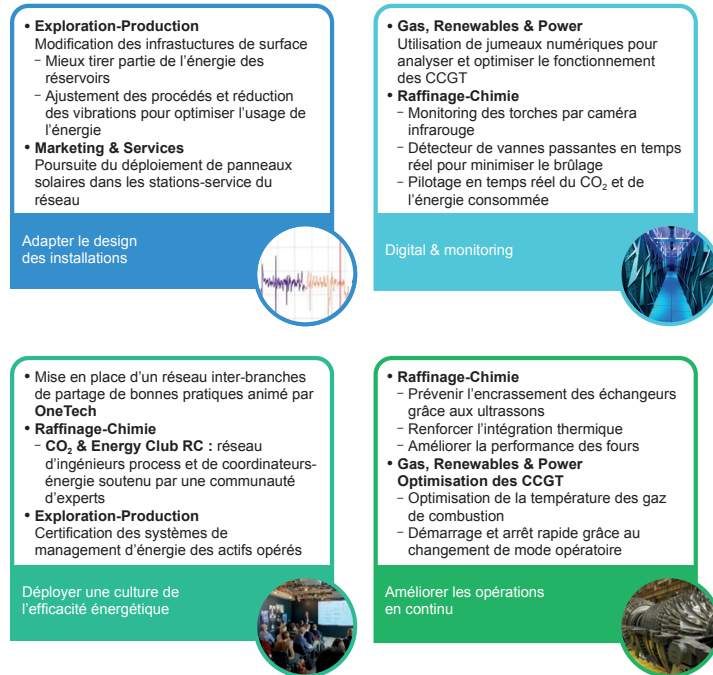 • Exploration-Production
Modification des infrastuctures de surface
– Mieux tirer partie de l’énergie des
réservoirs
– Ajustement des procédés et réduction
des vibrations pour optimiser l’usage de
l’énergie
• Marketing & Services
Poursuite du déploiement de panneaux
solaires dans les stations-service du
réseau
Adapter le design
des installations
• Gas, Renewables & Power
Utilisation de jumeaux numériques pour
analyser et optimiser le fonctionnement
des CCGT
• Raffinage-Chimie
– Monitoring des torches par caméra
infrarouge
– Détecteur de vannes passantes en temps
réel pour minimiser le brûlage
– Pilotage en temps réel du CO₂ et de
l’énergie consommée
Digital & monitoring
• Mise en place d’un réseau inter-branches
de partage de bonnes pratiques animé par
OneTech
• Raffinage-Chimie
– CO₂ & Energy Club RC : réseau
d’ingénieurs process et de coordinateurs-
énergie soutenu par une communauté
d’experts
• Exploration-Production
Certification des systèmes de
management d’énergie des actifs opérés
Déployer une culture de
l’efficacité énergétique
• Raffinage-Chimie
– Prévenir l’encrassement des échangeurs
grâce aux ultrassons
– Renforcer l’intégration thermique
– Améliorer la performance des fours
• Gas, Renewables & Power
Optimisation des CCGT
– Optimisation de la température des gaz
de combustion
– Démarrage et arrêt rapide grâce au
changement de mode opératoire
Améliorer les opérations
en continu